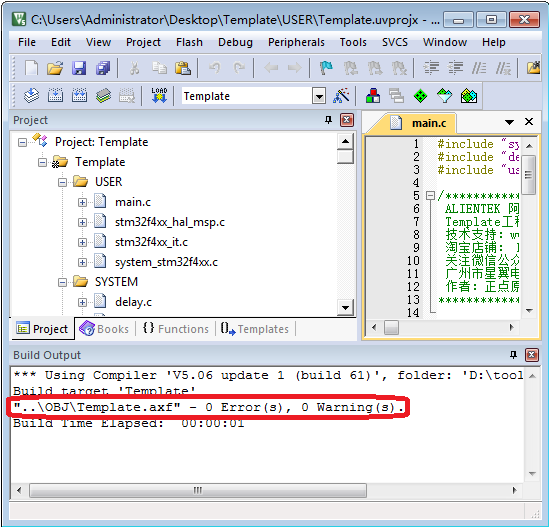 C:\Users\Administrator\Desktop\Template\USER\Template.uvprojx - µ
File Edit View Project Flash Debug Peripherals Tools SVCS Window Help
LOAD
Template
Project
Project: Template
Template
USER
main.c
stm32f4xx_hal_msp.c
stm32f4xx_it.c
system_stm32f4xx.c
SYSTEM
delay.c
Project Books {} Functions Templates
main.c
1 #include "sy
2 #include "de
3 #include "us
4
5 /************
6 ALIENTEK 阿
7 Template工程
8 技术支持：w
9 淘宝店铺：
10 关注微信公众
11 广州市星翼电
12 作者：正点原
13 ************
14
Build Output
*** Using Compiler 'V5.06 update 1 (build 61)', folder: 'D:\tool
Build target 'Template'
"..\OBJ\Template.axf" - 0 Error(s), 0 Warning(s).
Build Time Elapsed:  00:00:01